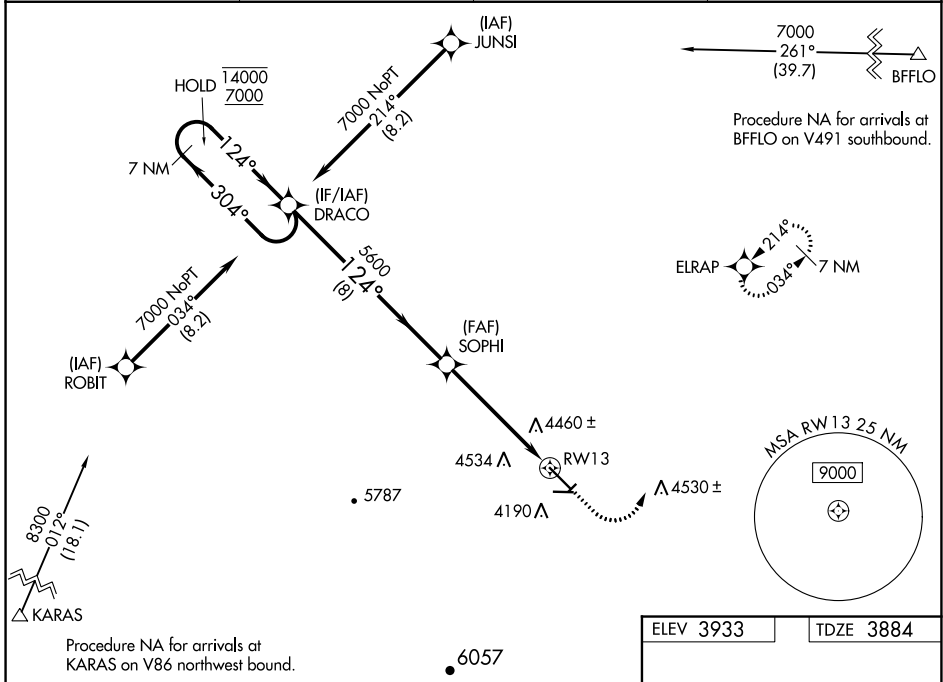 (IAF)
JUNSI
7000
261°
(39.7)
BFFLO
Procedure NA for arrivals at
BFFLO on V491 southbound.
HOLD
14000
7000
7000 NoPT
214°
(8.2)
7 NM
124°
304°
(IF/IAF)
DRACO
ELRAP
214°
034°
7 NM
5600
124°
(8)
7000 NoPT
034°
(8.2)
(IAF)
ROBIT
(FAF)
SOPHI
4460 ±
4534
RW13
4190
4530 ±
5787
MSA RW13 25 NM
9000
8300
012°
(18.1)
KARAS
Procedure NA for arrivals at
KARAS on V86 northwest bound.
6057
ELEV 3933
TDZE 3884